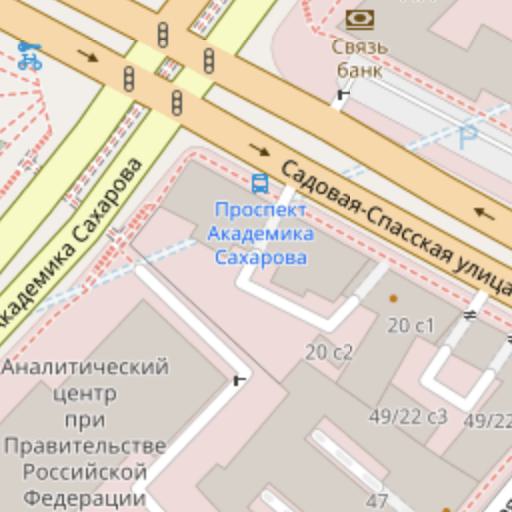 Связь
банк
P
Садовая-Спасская улица
Проспект
Академика
Сахарова
Академика Сахарова
20 с1
20 с2
Аналитический
центр
при
Правительстве
Российской
Федерации
49/22 с3
49/22
47